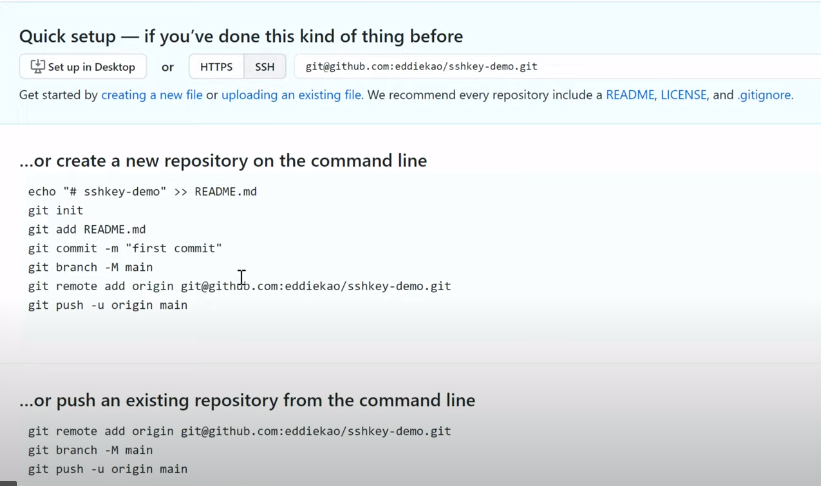 Quick setup — if you've done this kind of thing before
Set up in Desktop or HTTPS SSH git@github.com:eddiekao/sshkey-demo.git
Get started by creating a new file or uploading an existing file. We recommend every repository include a README, LICENSE, and .gitignore.
...or create a new repository on the command line
echo "# sshkey-demo" >> README.md
git init
git add README.md
git commit -m "first commit"
git branch -M main
git remote add origin git@github.com:eddiekao/sshkey-demo.git
git push -u origin main
...or push an existing repository from the command line
git remote add origin git@github.com:eddiekao/sshkey-demo.git
git branch -M main
git push -u origin main